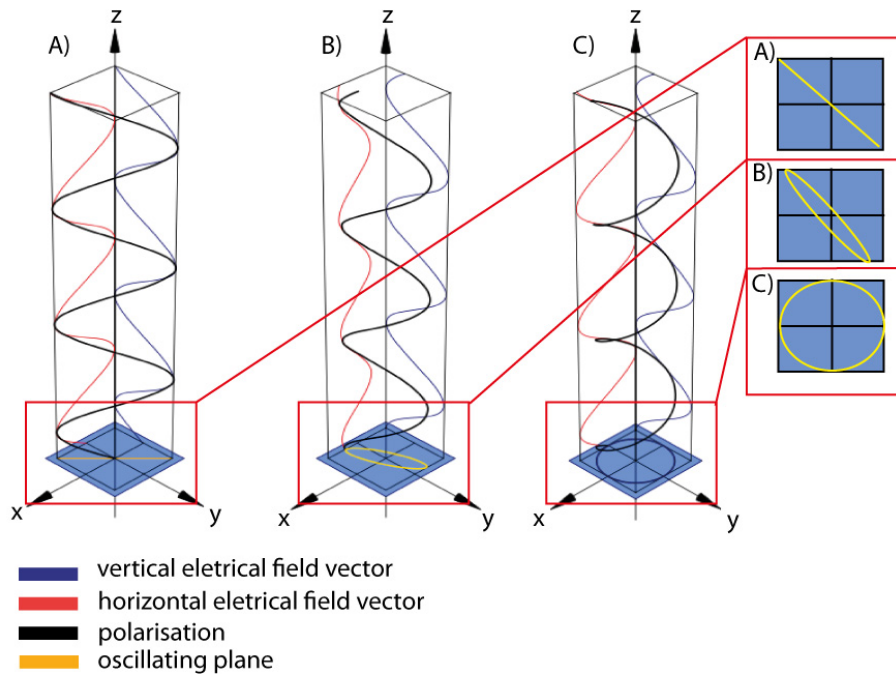 z
A)
x
y
z
B)
x
y
z
C)
x
y
A)
B)
C)
vertical eletrical field vector
horizontal eletrical field vector
polarisation
oscillating plane